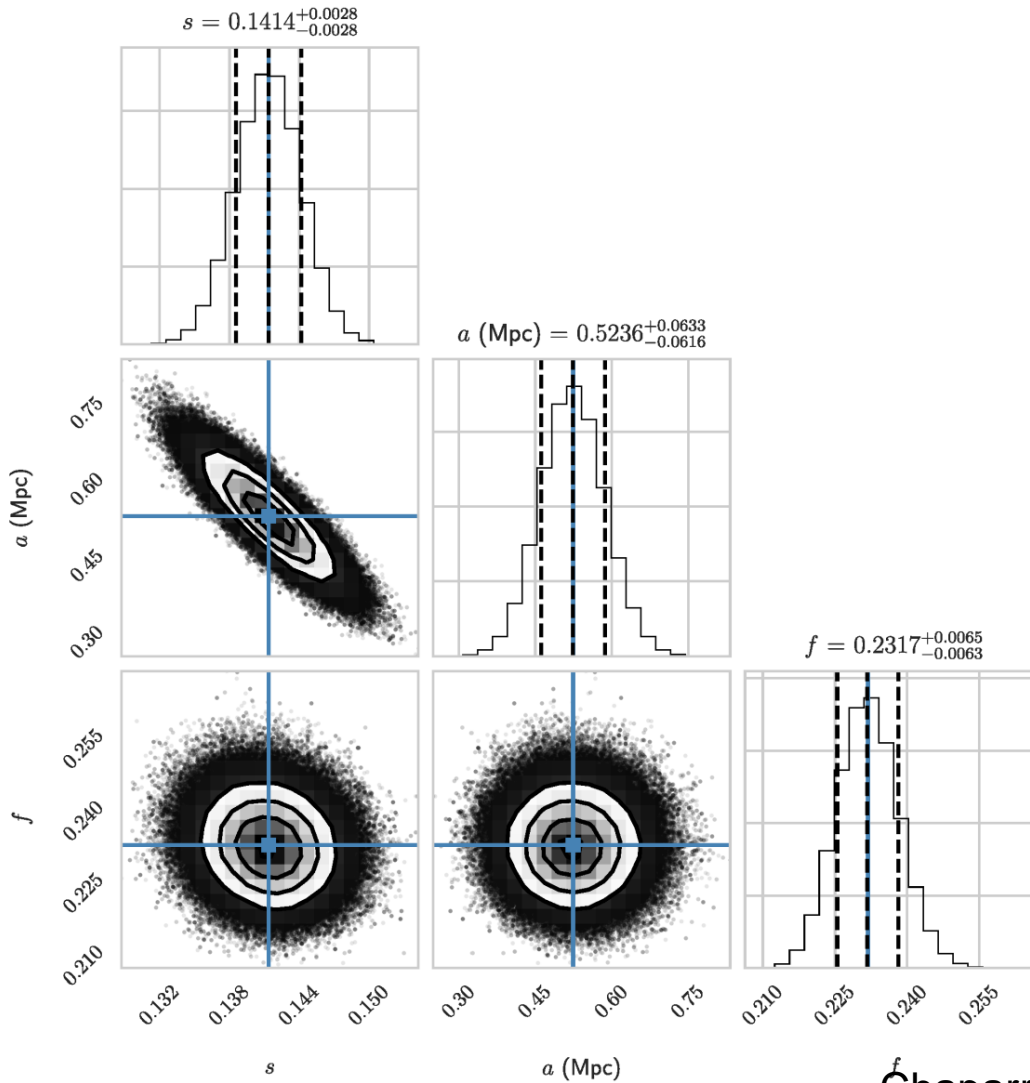 s = 0.1414^{+0.0028}_{-0.0028}
a (Mpc) = 0.5236^{+0.0633}_{-0.0616}
f = 0.2317^{+0.0065}_{-0.0063}
a (Mpc)
0.75
0.60
0.45
0.30
f
0.255
0.240
0.225
0.210
0.132 0.138 0.144 0.150
0.30 0.45 0.60 0.75
0.210 0.225 0.240 0.255
s
a (Mpc)
f